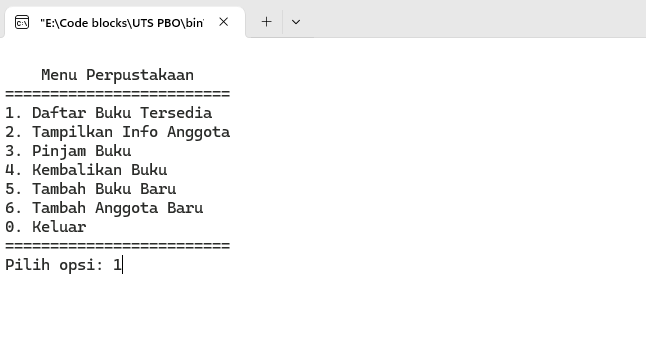 "E:\Code blocks\UTS PBO\bin'
Menu Perpustakaan
=========================
1. Daftar Buku Tersedia
2. Tampilkan Info Anggota
3. Pinjam Buku
4. Kembalikan Buku
5. Tambah Buku Baru
6. Tambah Anggota Baru
0. Keluar
=========================
Pilih opsi: 1